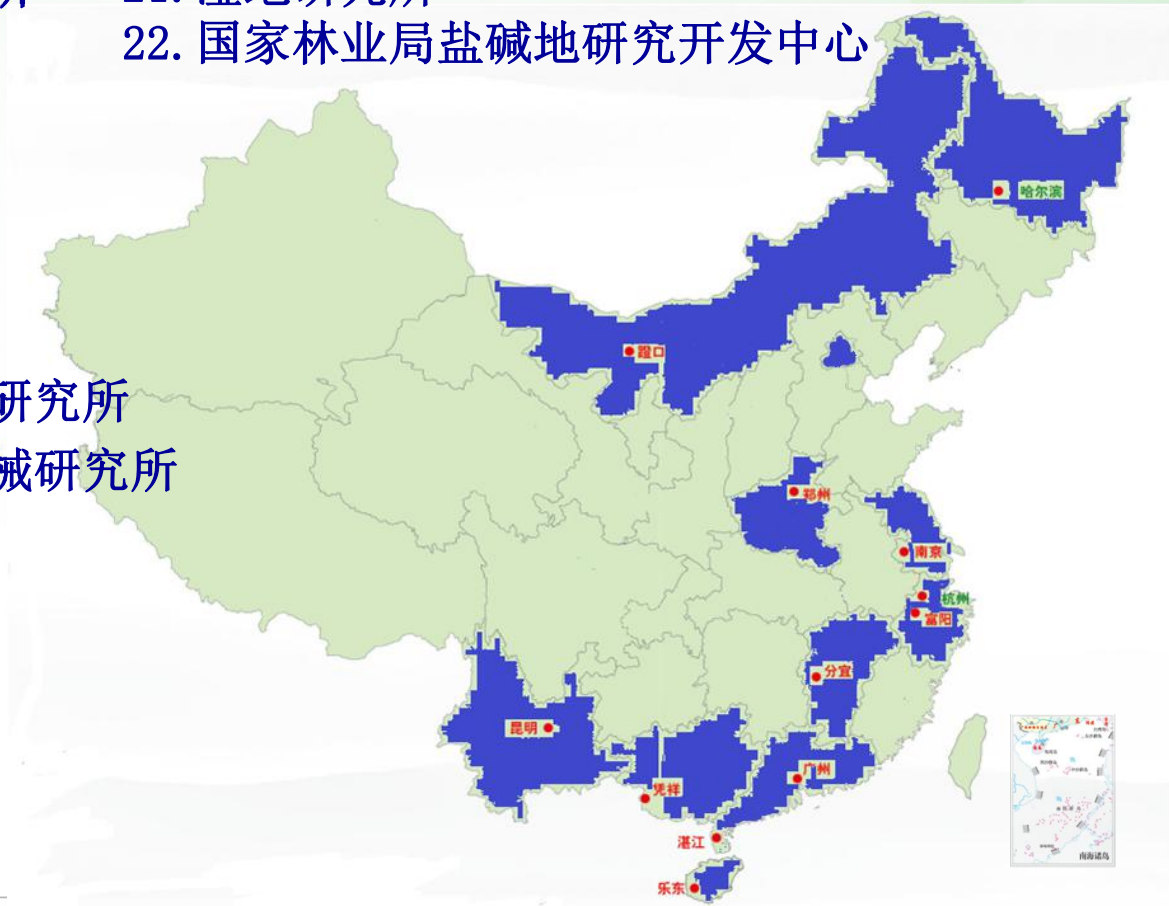 22. 国家林业局盐碱地研究开发中心
哈尔滨
磴口
研究所
械研究所
郑州
南京
杭州
富阳
分宜
昆明
广州
凭祥
湛江
乐东
南海诸岛